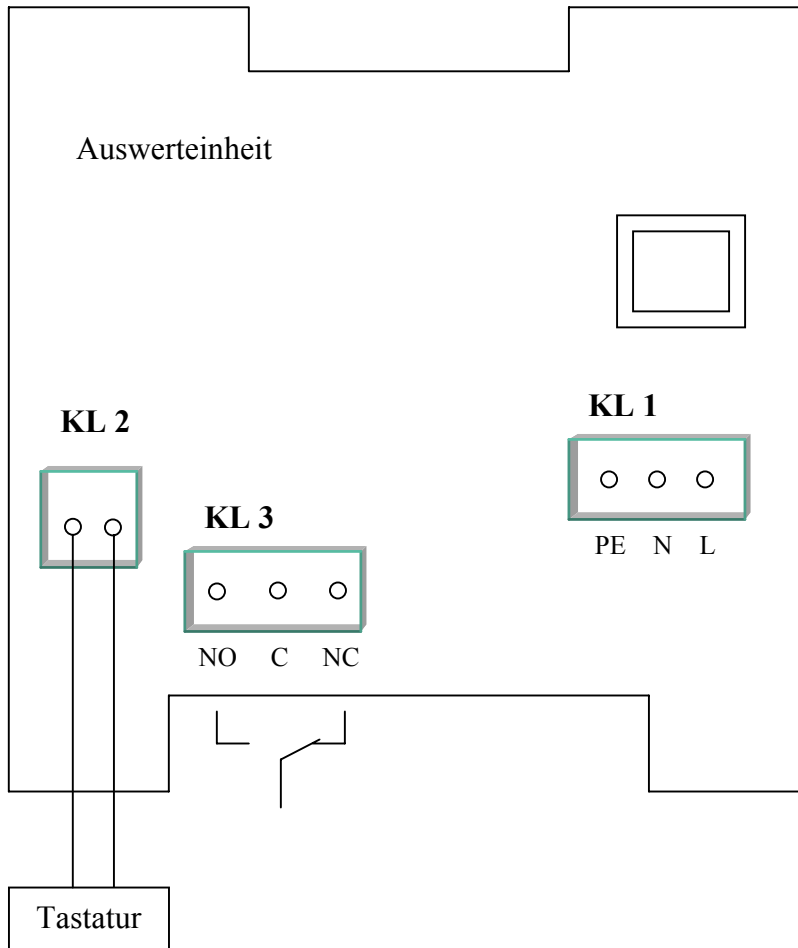 Auswerteinheit
KL 1
KL 2
KL 3
PE N L
NO C NC
Tastatur